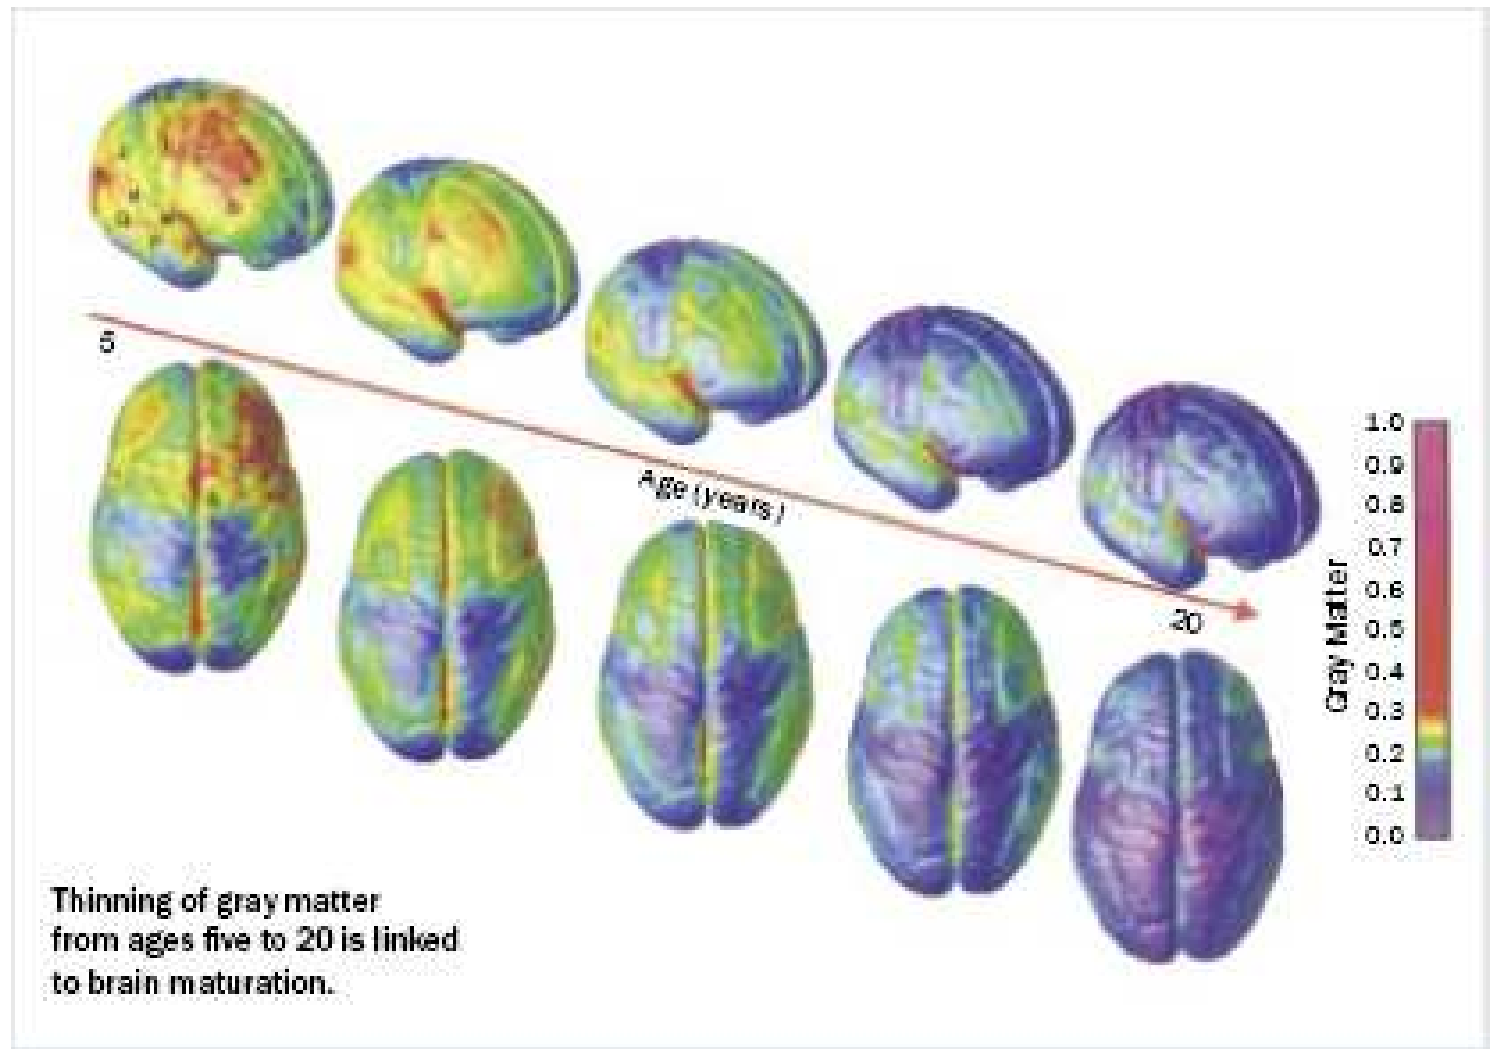 5
Age (years)
20
Gray Matter
1.0
0.9
0.8
0.7
0.6
0.5
0.4
0.3
0.2
0.1
0.0
Thinning of gray matter
from ages five to 20 is linked
to brain maturation.